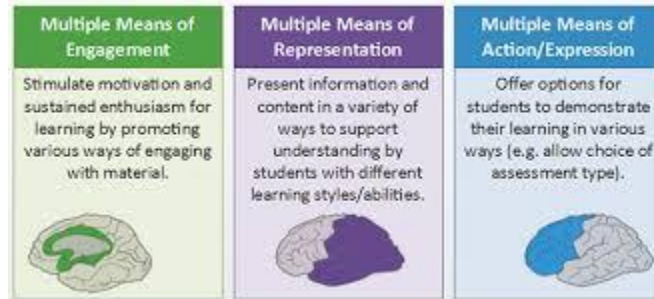 Multiple Means of
Engagement
Stimulate motivation and
sustained enthusiasm for
learning by promoting
various ways of engaging
with material.
Multiple Means of
Representation
Present information and
content in a variety of
ways to support
understanding by
students with different
learning styles/abilities.
Multiple Means of
Action/Expression
Offer options for
students to demonstrate
their learning in various
ways (e.g. allow choice of
assessment type).